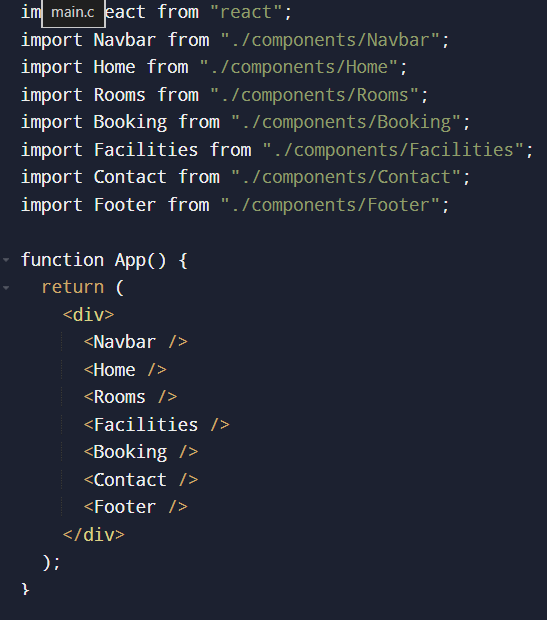 main.c
im eact from "react";
import Navbar from "./components/Navbar";
import Home from "./components/Home";
import Rooms from "./components/Rooms";
import Booking from "./components/Booking";
import Facilities from "./components/Facilities";
import Contact from "./components/Contact";
import Footer from "./components/Footer";

function App() {
  return (
    <div>
      <Navbar />
      <Home />
      <Rooms />
      <Facilities />
      <Booking />
      <Contact />
      <Footer />
    </div>
  );
}